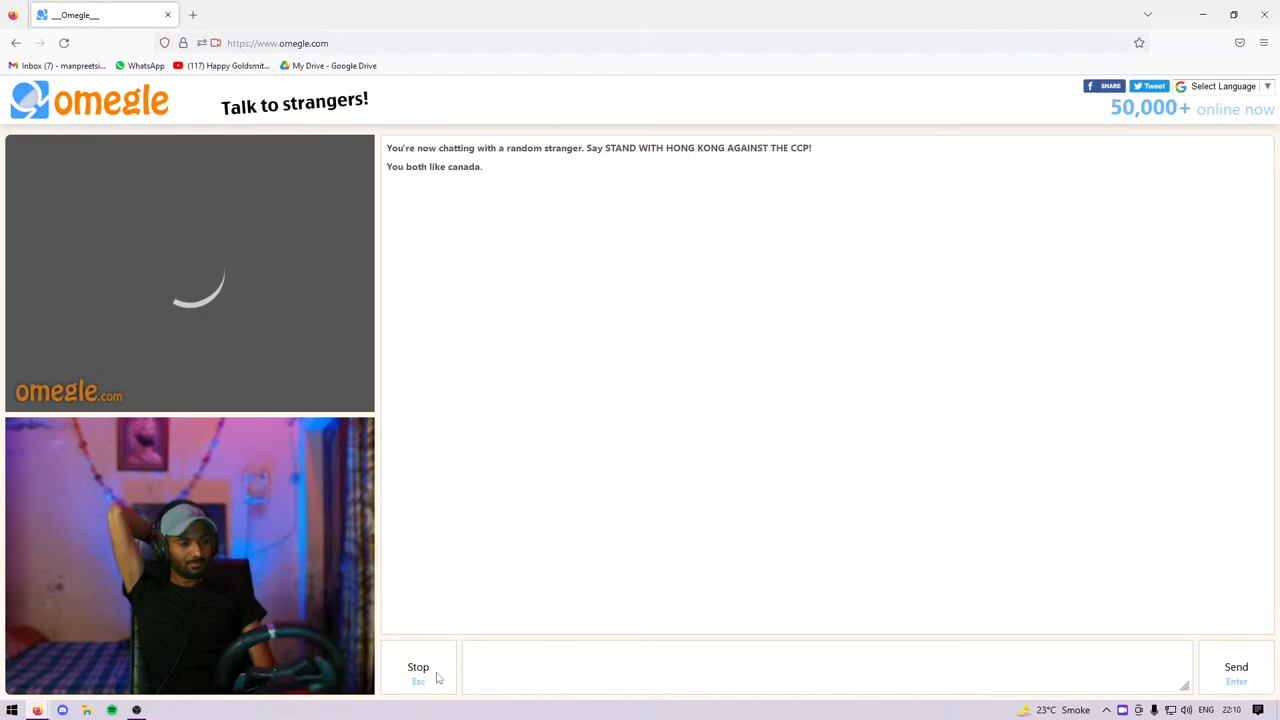 __Omegle__
https://www.omegle.com
Inbox (7) - manpreetsi...
WhatsApp
(117) Happy Goldsmit...
My Drive - Google Drive
omegle
Talk to strangers!
SHARE
Tweet
Select Language
50,000+ online now
You're now chatting with a random stranger. Say STAND WITH HONG KONG AGAINST THE CCP!
You both like canada.
omegle.com
Stop
Esc
Send
Enter
23°C Smoke
ENG
22:10